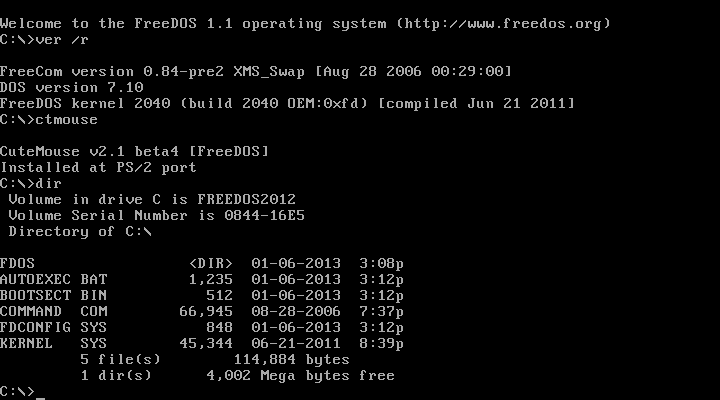 Welcome to the FreeDOS 1.1 operating system (http://www.freedos.org)
C:\>ver /r
FreeCom version 0.84-pre2 XMS_Swap [Aug 28 2006 00:29:00]
DOS version 7.10
FreeDOS kernel 2040 (build 2040 OEM:0xfd) [compiled Jun 21 2011]
C:\>ctmouse
CuteMouse v2.1 beta4 [FreeDOS]
Installed at PS/2 port
C:\>dir
Volume in drive C is FREEDOS2012
Volume Serial Number is 0844-16E5
Directory of C:\
FDOS <DIR> 01-06-2013 3:08p
AUTOEXEC BAT 1,235 01-06-2013 3:12p
BOOTSECT BIN 512 01-06-2013 3:12p
COMMAND COM 66,945 08-28-2006 7:37p
FDCONFIG SYS 848 01-06-2013 3:12p
KERNEL SYS 45,344 06-21-2011 8:39p
5 file(s) 114,884 bytes
1 dir(s) 4,002 Mega bytes free
C:\>_